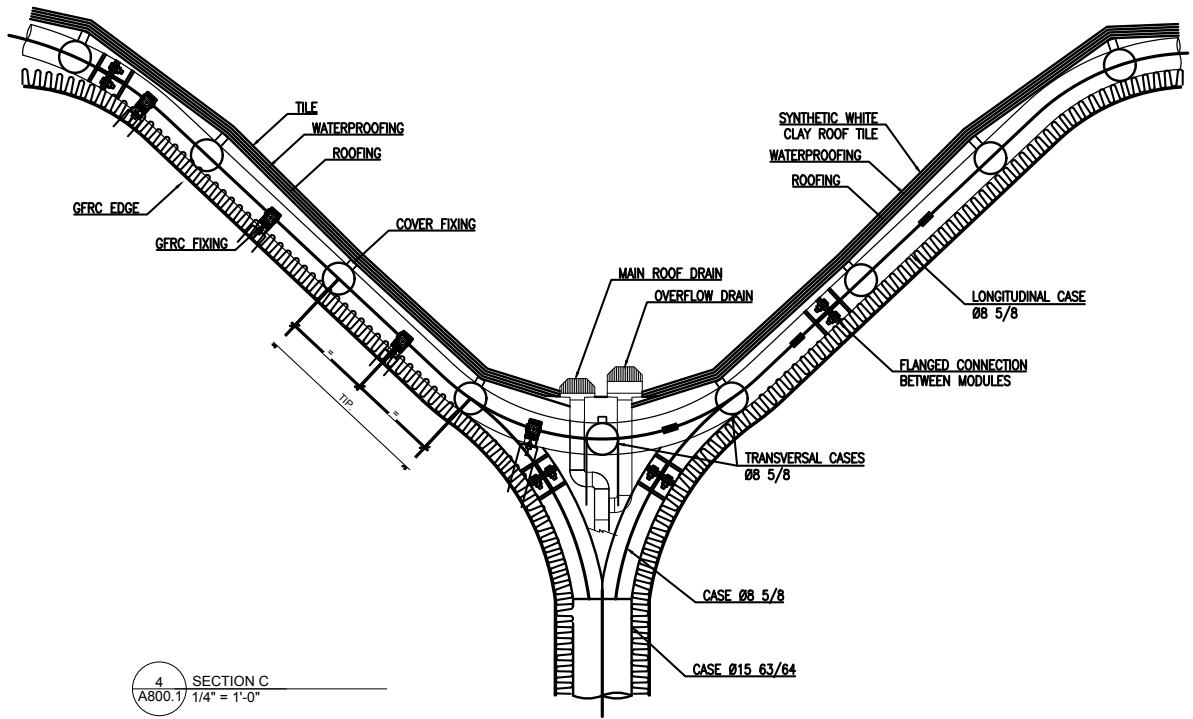 TILE
WATERPROOFING
ROOFING
GFRC EDGE
GFRC FIXING
COVER FIXING
MAIN ROOF DRAIN
OVERFLOW DRAIN
SYNTHETIC WHITE
CLAY ROOF TILE
WATERPROOFING
ROOFING
LONGITUDINAL CASE
Ø8 5/8
FLANGED CONNECTION
BETWEEN MODULES
=
TIP.
=
TRANSVERSAL CASES
Ø8 5/8
CASE Ø8 5/8
CASE Ø15 63/64
4
A800.1
SECTION C
1/4" = 1'-0"